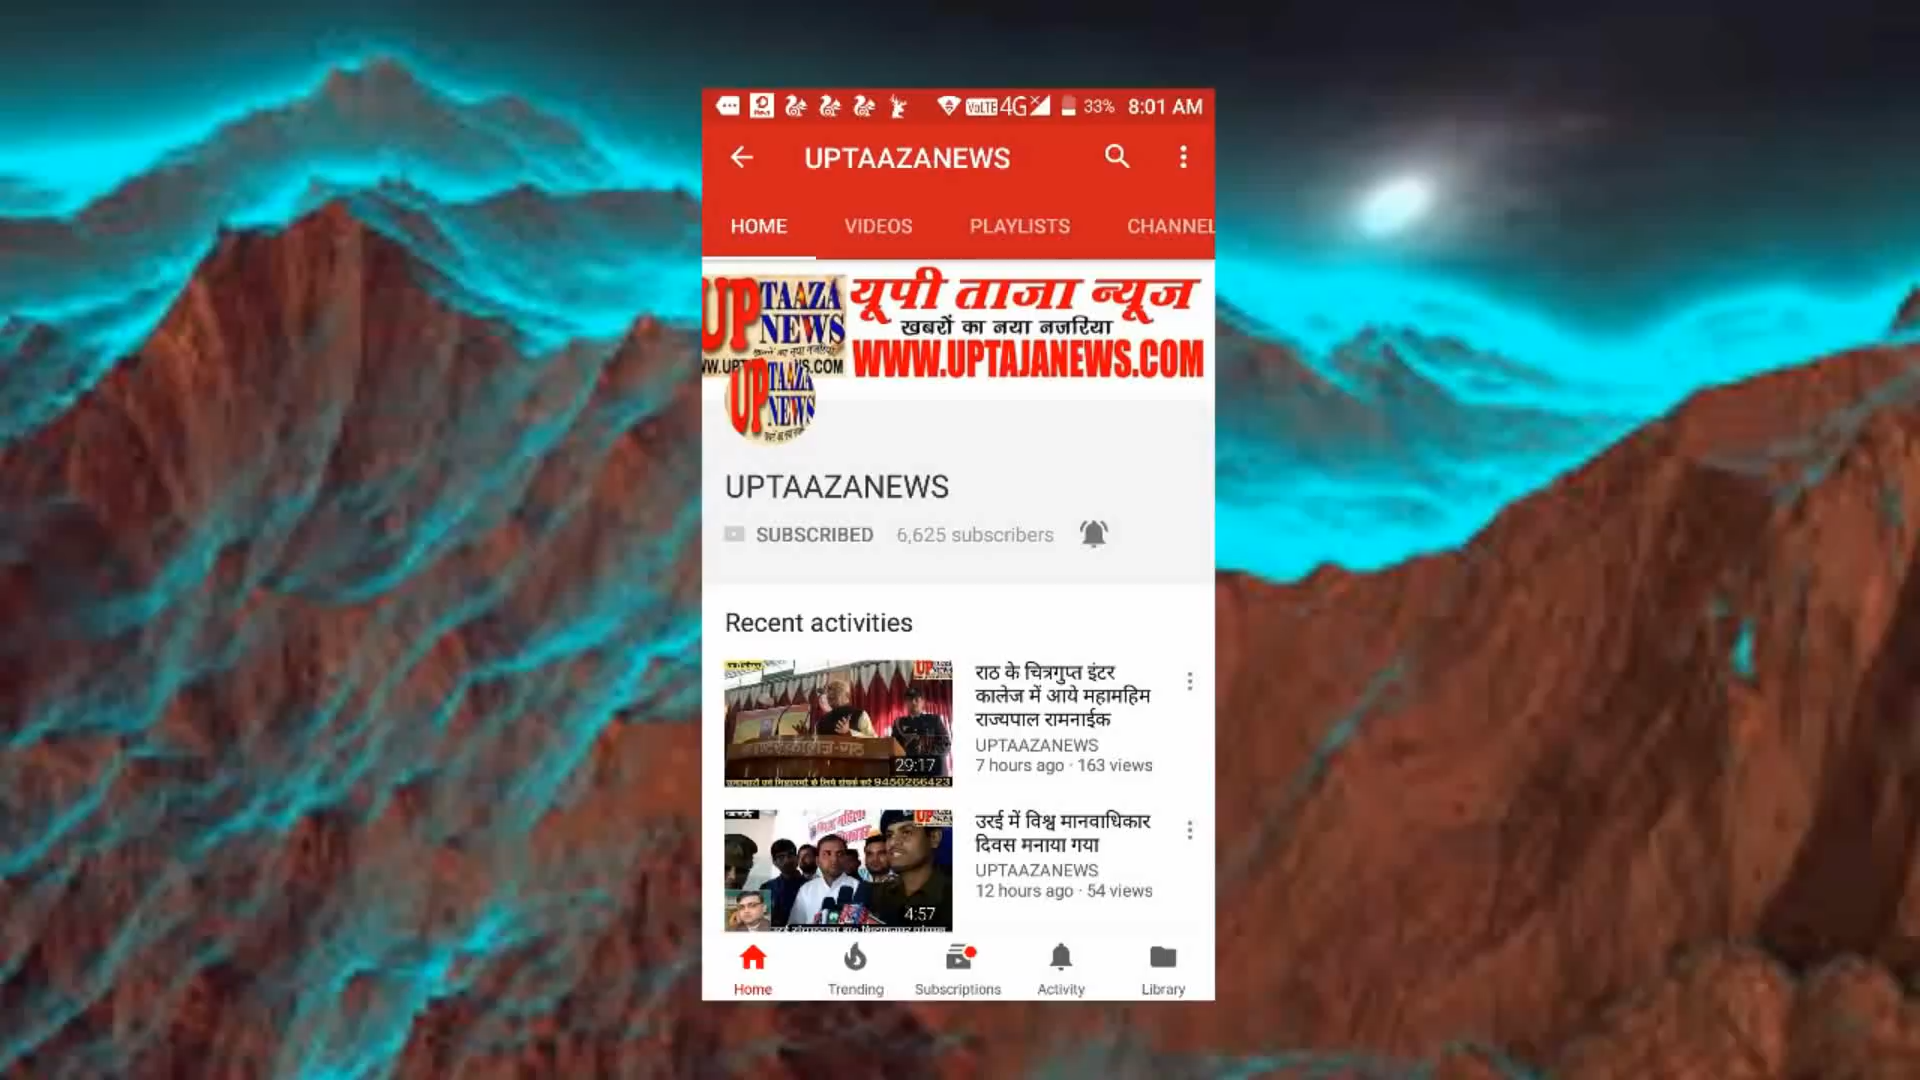 VoLTE 4G 33% 8:01 AM
UPTAAZANEWS
HOME VIDEOS PLAYLISTS CHANNEL
UP TAAZA NEWS
यूपी ताजा न्यूज
खबरों का नया नजरिया
WWW.UPTAJANEWS.COM
UP TAAZA NEWS
UPTAAZANEWS
SUBSCRIBED 6,625 subscribers
Recent activities
राठ के चित्रगुप्त इंटर
कालेज में आये महामहिम
राज्यपाल रामनाईक
UPTAAZANEWS
7 hours ago · 163 views
29:17
उरई में विश्व मानवाधिकार
दिवस मनाया गया
UPTAAZANEWS
12 hours ago · 54 views
4:57
Home Trending Subscriptions Activity Library